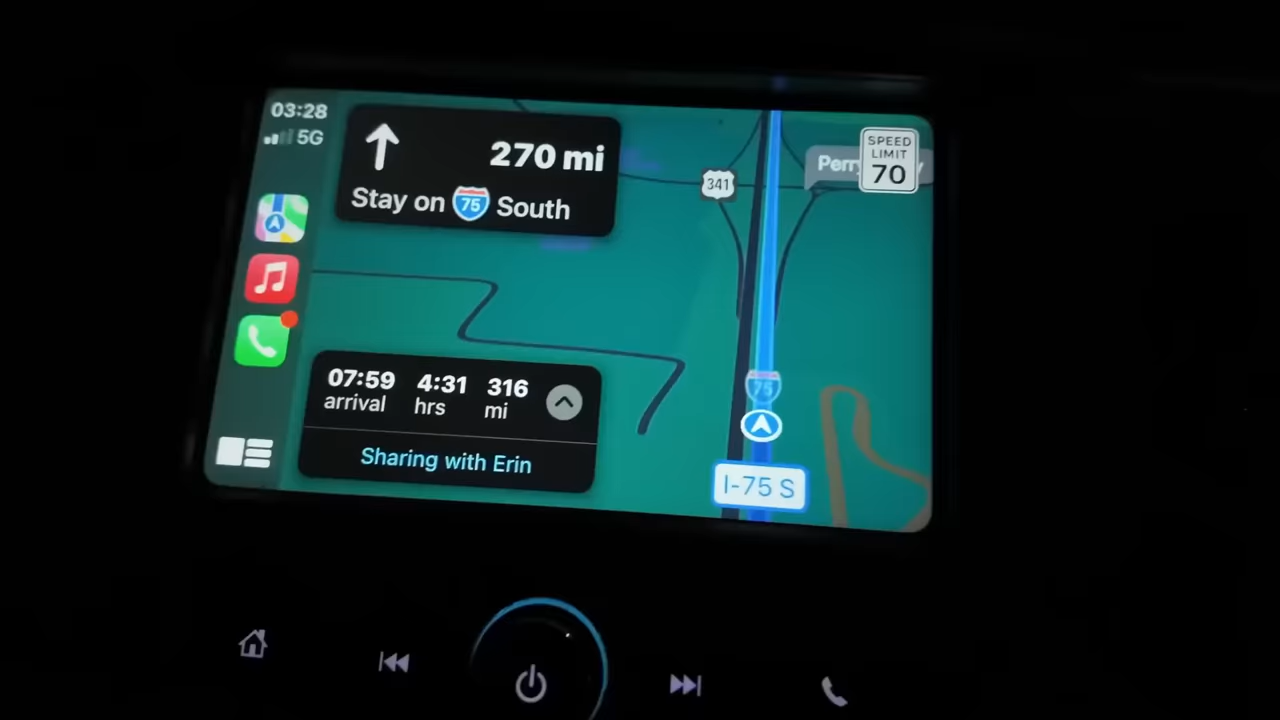 03:28
5G
270 mi
Stay on 75 South
341
SPEED
LIMIT
70
07:59 4:31 316
arrival hrs mi
Sharing with Erin
75
I-75 S